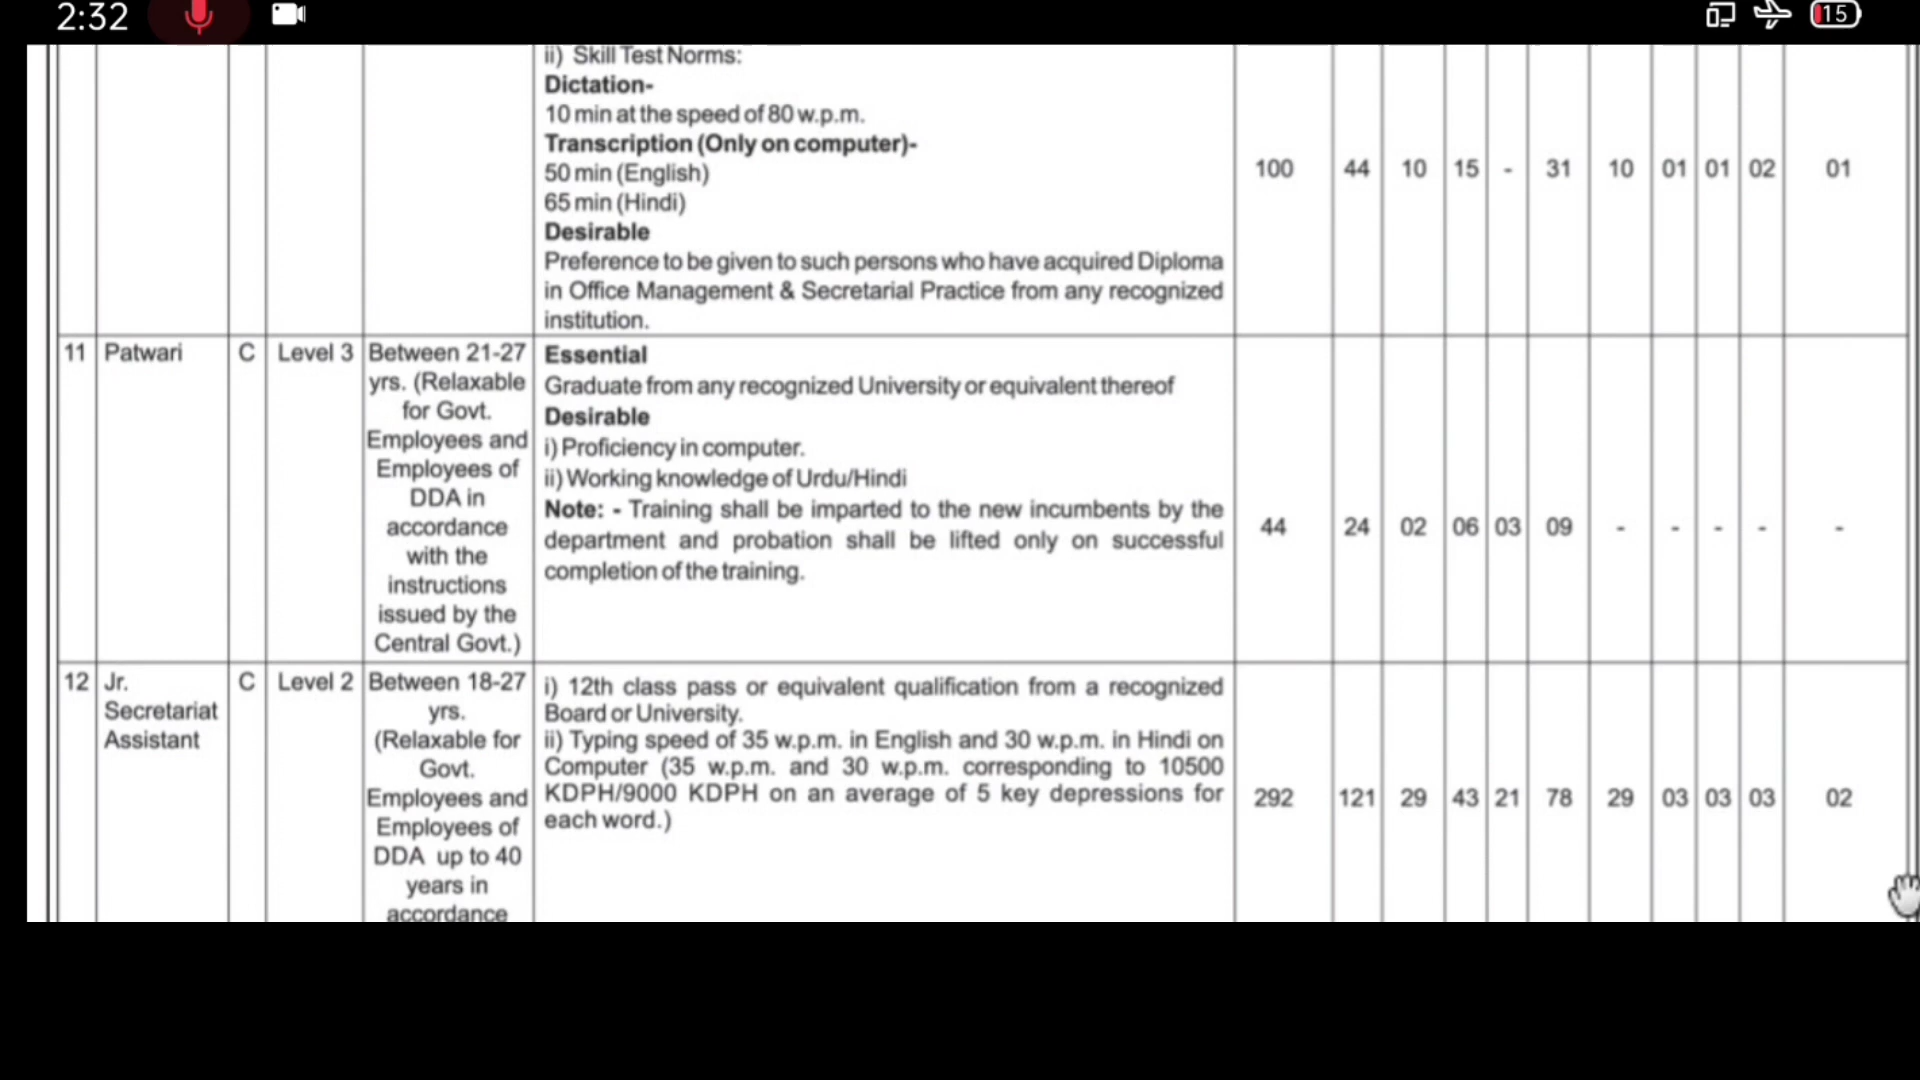 2:32
15
ii) Skill Test Norms:
Dictation-
10 min at the speed of 80 w.p.m.
Transcription (Only on computer)-
50 min (English)
65 min (Hindi)
Desirable
Preference to be given to such persons who have acquired Diploma
in Office Management & Secretarial Practice from any recognized
institution.
100 44 10 15 - 31 10 01 01 02 01
11 Patwari C Level 3
Between 21-27
yrs. (Relaxable
for Govt.
Employees and
Employees of
DDA in
accordance
with the
instructions
issued by the
Central Govt.)
Essential
Graduate from any recognized University or equivalent thereof
Desirable
i) Proficiency in computer.
ii) Working knowledge of Urdu/Hindi
Note: - Training shall be imparted to the new incumbents by the
department and probation shall be lifted only on successful
completion of the training.
44 24 02 06 03 09 - - - - -
12 Jr.
Secretariat
Assistant
C Level 2
Between 18-27
yrs.
(Relaxable for
Govt.
Employees and
Employees of
DDA up to 40
years in
accordance
i) 12th class pass or equivalent qualification from a recognized
Board or University.
ii) Typing speed of 35 w.p.m. in English and 30 w.p.m. in Hindi on
Computer (35 w.p.m. and 30 w.p.m. corresponding to 10500
KDPH/9000 KDPH on an average of 5 key depressions for
each word.)
292 121 29 43 21 78 29 03 03 03 02